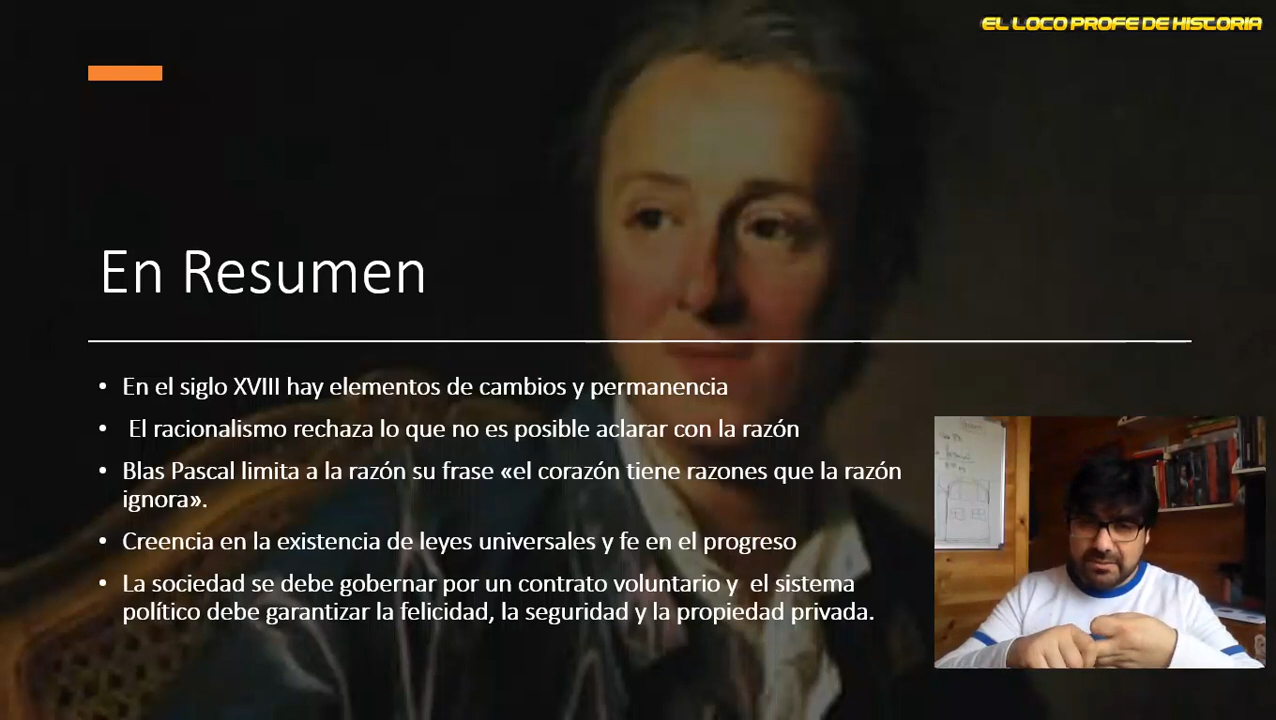 EL LOCO PROFE DE HISTORIA
En Resumen
• En el siglo XVIII hay elementos de cambios y permanencia
• El racionalismo rechaza lo que no es posible aclarar con la razón
• Blas Pascal limita a la razón su frase «el corazón tiene razones que la razón
ignora».
• Creencia en la existencia de leyes universales y fe en el progreso
• La sociedad se debe gobernar por un contrato voluntario y el sistema
político debe garantizar la felicidad, la seguridad y la propiedad privada.